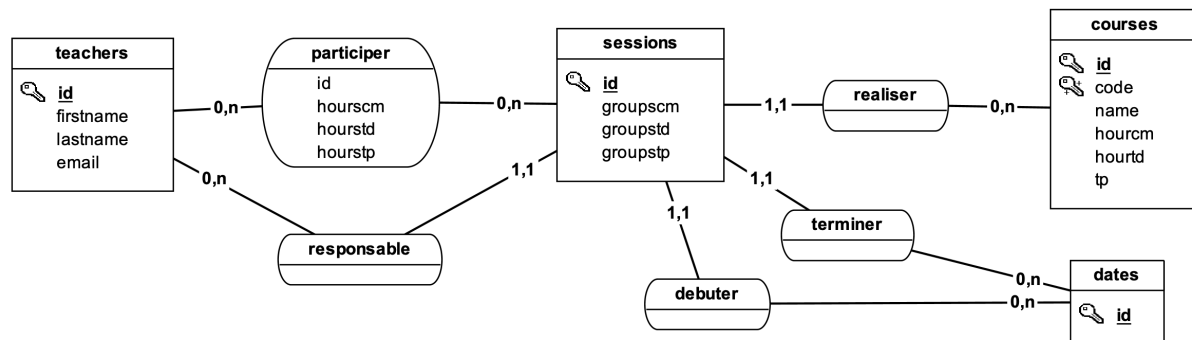 teachers
id
firstname
lastname
email
0,n
participer
id
hourscm
hourstd
hourstp
0,n
sessions
id
groupscm
groupstd
groupstp
1,1
realiser
0,n
courses
id
code
name
hourcm
hourtd
tp
0,n
responsable
1,1
1,1
terminer
0,n
1,1
debuter
0,n
dates
id